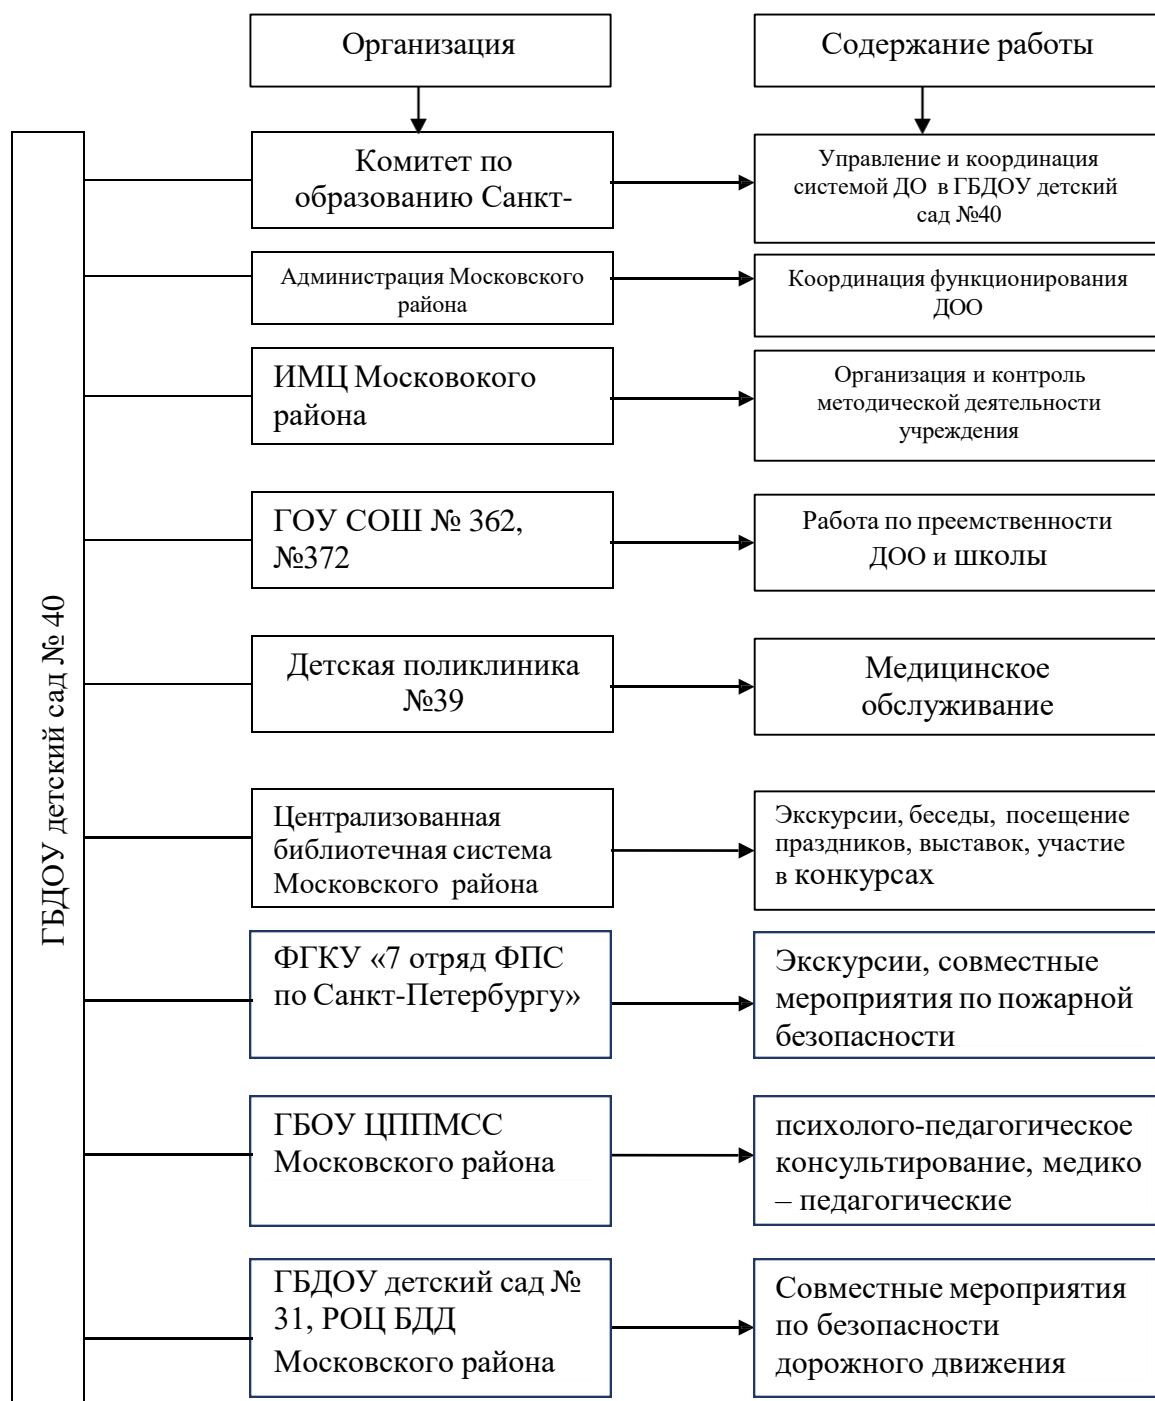 Организация
Содержание работы
Комитет по
образованию Санкт-
Управление и координация
системой ДО в ГБДОУ детский
сад №40
Администрация Московского
района
Координация функционирования
ДОО
ИМЦ Московокого
района
Организация и контроль
методической деятельности
учреждения
ГОУ СОШ № 362,
№372
Работа по преемственности
ДОО и школы
ГБДОУ детский сад № 40
Детская поликлиника
№39
Медицинское
обслуживание
Централизованная
библиотечная система
Московского района
Экскурсии, беседы, посещение
праздников, выставок, участие
в конкурсах
ФГКУ «7 отряд ФПС
по Санкт-Петербургу»
Экскурсии, совместные
мероприятия по пожарной
безопасности
ГБОУ ЦППМСС
Московского района
психолого-педагогическое
консультирование, медико
– педагогические
ГБДОУ детский сад №
31, РОЦ БДД
Московского района
Совместные мероприятия
по безопасности
дорожного движения